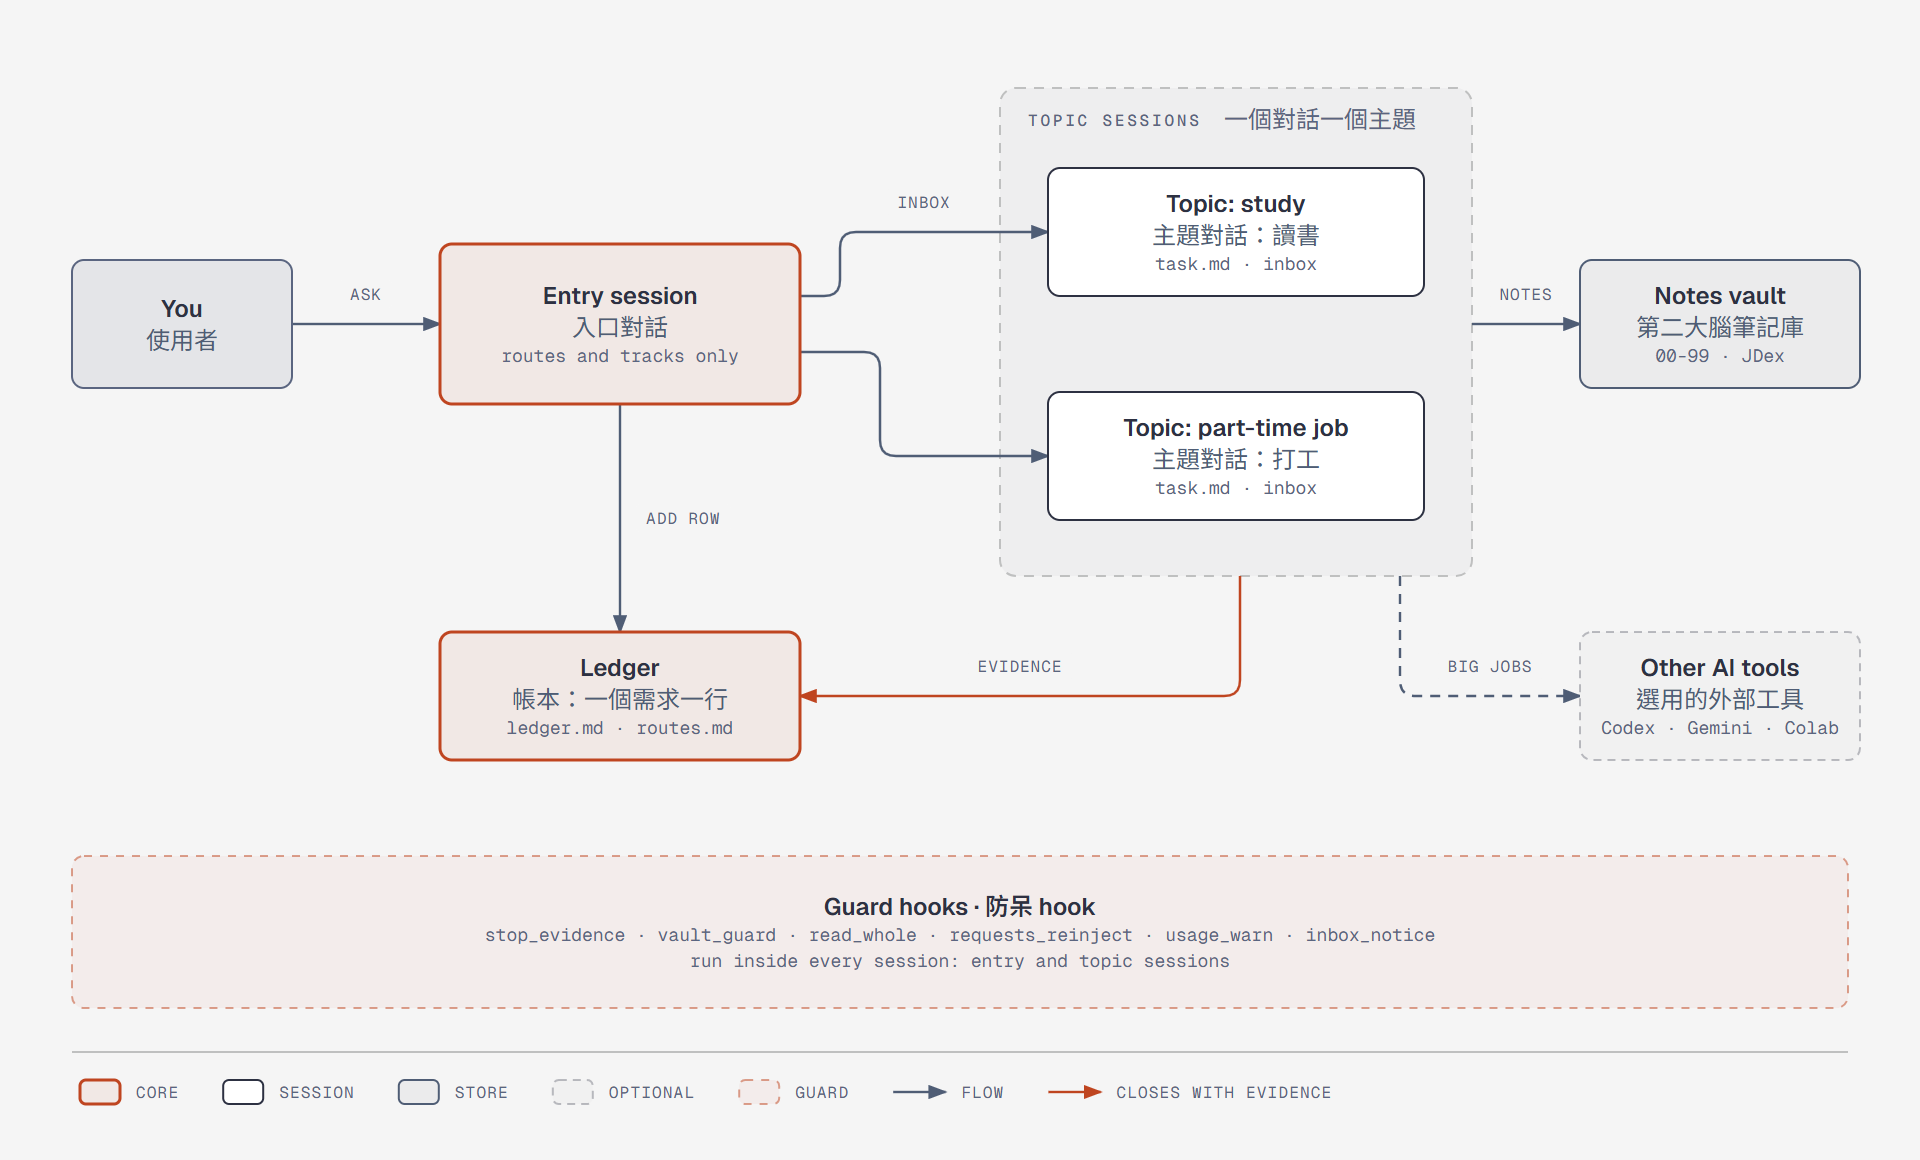 TOPIC SESSIONS 一個對話一個主題
Topic: study
主題對話：讀書
task.md · inbox
INBOX
You
使用者
ASK
Entry session
入口對話
routes and tracks only
NOTES
Notes vault
第二大腦筆記庫
00-99 · JDex
Topic: part-time job
主題對話：打工
task.md · inbox
ADD ROW
Ledger
帳本：一個需求一行
ledger.md · routes.md
EVIDENCE
BIG JOBS
Other AI tools
選用的外部工具
Codex · Gemini · Colab
Guard hooks · 防呆 hook
stop_evidence · vault_guard · read_whole · requests_reinject · usage_warn · inbox_notice
run inside every session: entry and topic sessions
CORE
SESSION
STORE
OPTIONAL
GUARD
FLOW
CLOSES WITH EVIDENCE